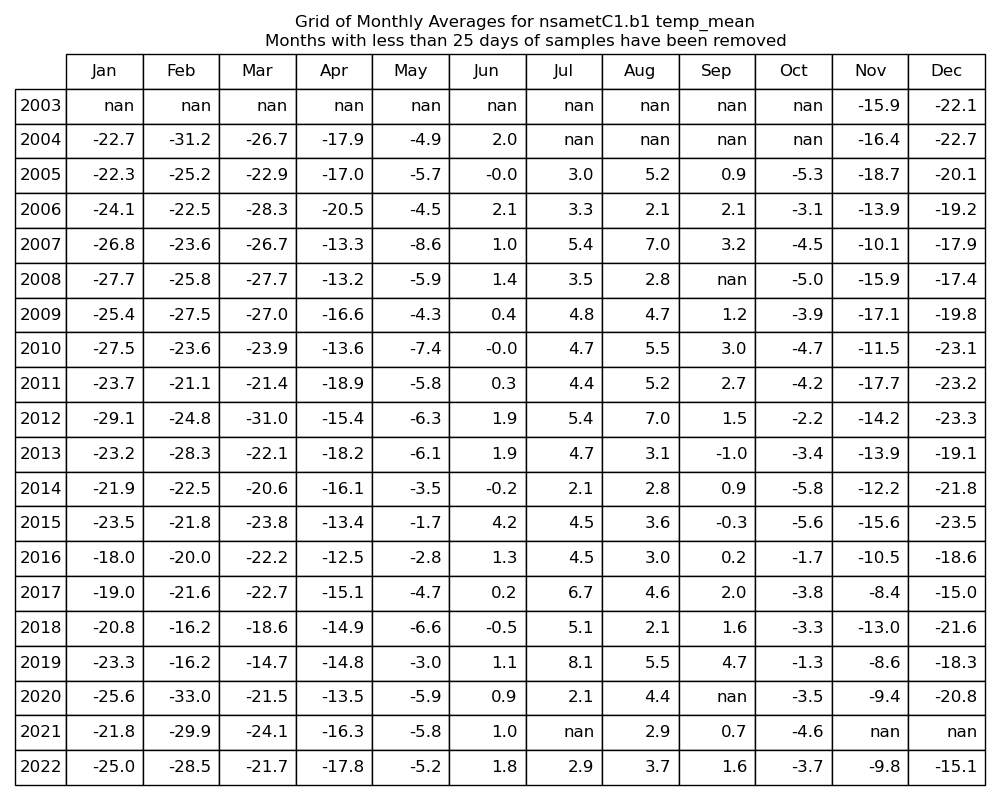 Grid of Monthly Averages for nsametC1.b1 temp_mean
Months with less than 25 days of samples have been removed
Jan Feb Mar Apr May Jun Jul Aug Sep Oct Nov Dec
2003 nan nan nan nan nan nan nan nan nan nan -15.9 -22.1
2004 -22.7 -31.2 -26.7 -17.9 -4.9 2.0 nan nan nan nan -16.4 -22.7
2005 -22.3 -25.2 -22.9 -17.0 -5.7 -0.0 3.0 5.2 0.9 -5.3 -18.7 -20.1
2006 -24.1 -22.5 -28.3 -20.5 -4.5 2.1 3.3 2.1 2.1 -3.1 -13.9 -19.2
2007 -26.8 -23.6 -26.7 -13.3 -8.6 1.0 5.4 7.0 3.2 -4.5 -10.1 -17.9
2008 -27.7 -25.8 -27.7 -13.2 -5.9 1.4 3.5 2.8 nan -5.0 -15.9 -17.4
2009 -25.4 -27.5 -27.0 -16.6 -4.3 0.4 4.8 4.7 1.2 -3.9 -17.1 -19.8
2010 -27.5 -23.6 -23.9 -13.6 -7.4 -0.0 4.7 5.5 3.0 -4.7 -11.5 -23.1
2011 -23.7 -21.1 -21.4 -18.9 -5.8 0.3 4.4 5.2 2.7 -4.2 -17.7 -23.2
2012 -29.1 -24.8 -31.0 -15.4 -6.3 1.9 5.4 7.0 1.5 -2.2 -14.2 -23.3
2013 -23.2 -28.3 -22.1 -18.2 -6.1 1.9 4.7 3.1 -1.0 -3.4 -13.9 -19.1
2014 -21.9 -22.5 -20.6 -16.1 -3.5 -0.2 2.1 2.8 0.9 -5.8 -12.2 -21.8
2015 -23.5 -21.8 -23.8 -13.4 -1.7 4.2 4.5 3.6 -0.3 -5.6 -15.6 -23.5
2016 -18.0 -20.0 -22.2 -12.5 -2.8 1.3 4.5 3.0 0.2 -1.7 -10.5 -18.6
2017 -19.0 -21.6 -22.7 -15.1 -4.7 0.2 6.7 4.6 2.0 -3.8 -8.4 -15.0
2018 -20.8 -16.2 -18.6 -14.9 -6.6 -0.5 5.1 2.1 1.6 -3.3 -13.0 -21.6
2019 -23.3 -16.2 -14.7 -14.8 -3.0 1.1 8.1 5.5 4.7 -1.3 -8.6 -18.3
2020 -25.6 -33.0 -21.5 -13.5 -5.9 0.9 2.1 4.4 nan -3.5 -9.4 -20.8
2021 -21.8 -29.9 -24.1 -16.3 -5.8 1.0 nan 2.9 0.7 -4.6 nan nan
2022 -25.0 -28.5 -21.7 -17.8 -5.2 1.8 2.9 3.7 1.6 -3.7 -9.8 -15.1